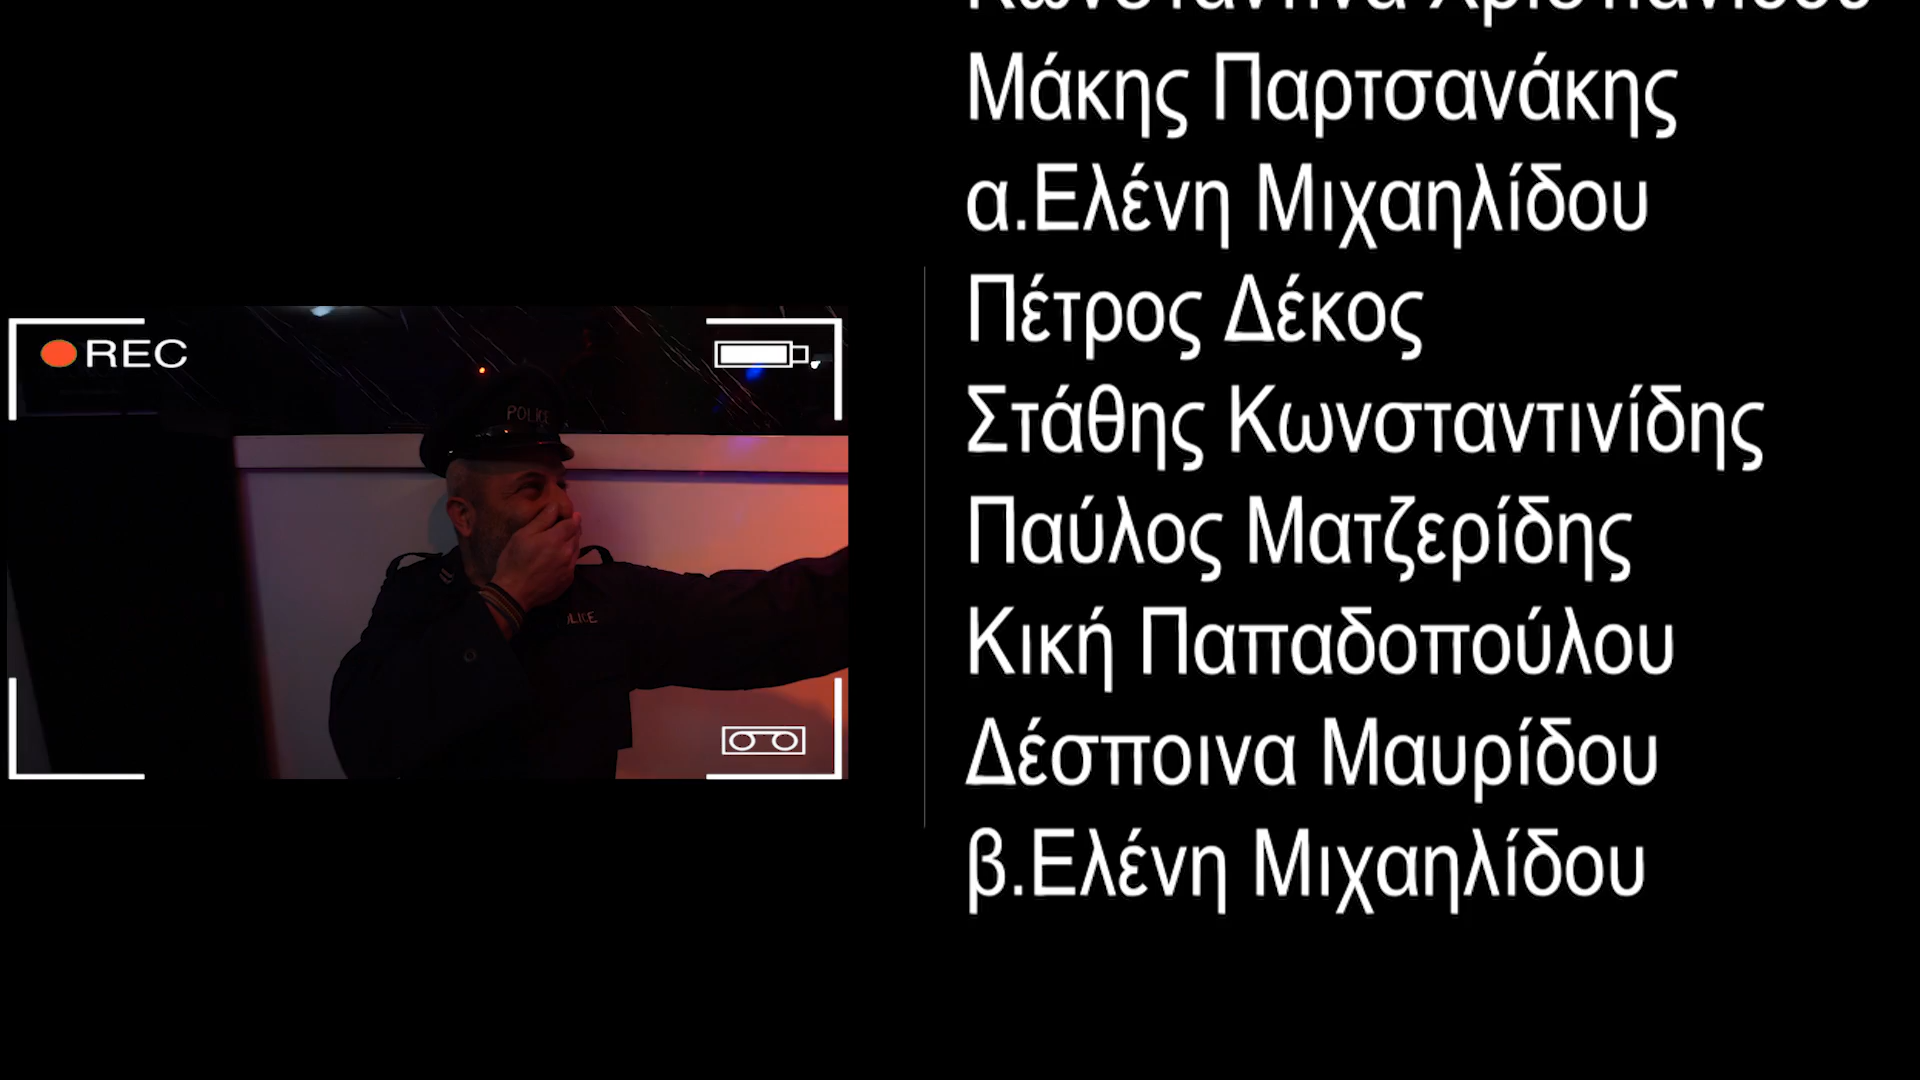 Μάκης Παρτσανάκης
α.Ελένη Μιχαηλίδου
Πέτρος Δέκος
Στάθης Κωνσταντινίδης
Παύλος Ματζερίδης
Κική Παπαδοπούλου
Δέσποινα Μαυρίδου
β.Ελένη Μιχαηλίδου
REC
POLICE